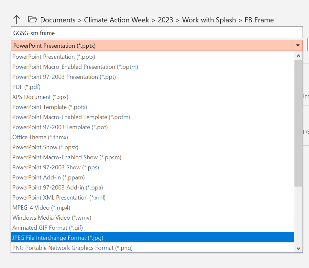 Documents > Climate Action Week > 2023 > Work with Splash > FB Frame
GGSG-sm frame
PowerPoint Presentation (*.pptx)
PowerPoint Presentation (*.pptx)
PowerPoint Macro-Enabled Presentation (*.pptm)
PowerPoint 97-2003 Presentation (*.ppt)
PDF (*.pdf)
XPS Document (*.xps)
PowerPoint Template (*.potx)
PowerPoint Macro-Enabled Template (*.potm)
PowerPoint 97-2003 Template (*.pot)
Office Theme (*.thmx)
PowerPoint Show (*.ppsx)
PowerPoint Macro-Enabled Show (*.ppsm)
PowerPoint 97-2003 Show (*.pps)
PowerPoint Add-in (*.ppam)
PowerPoint 97-2003 Add-in (*.ppa)
PowerPoint XML Presentation (*.xml)
MPEG-4 Video (*.mp4)
Windows Media Video (*.wmv)
Animated GIF Format (*.gif)
JPEG File Interchange Format (*.jpg)
PNG Portable Network Graphics Format (*.png)